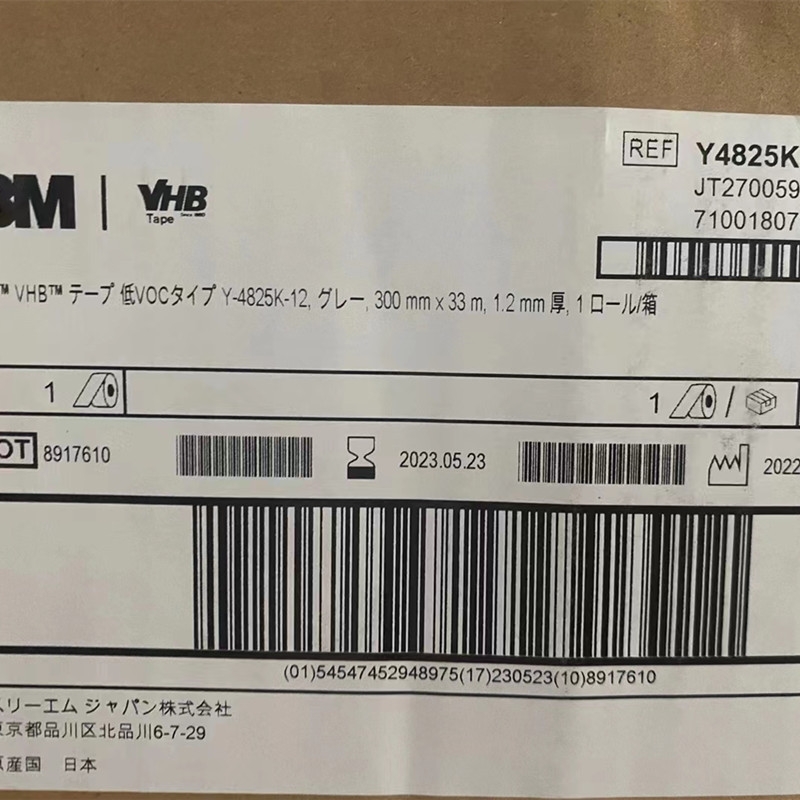 3M | VHB
Tape
REF Y4825K
JT270059
71001807
™ VHB™ テープ 低VOCタイプ Y-4825K-12, グレー, 300 mm x 33 m, 1.2 mm 厚, 1 ロール/箱
1
1 /
LOT 8917610
2023.05.23
2022
(01)54547452948975(17)230523(10)8917610
スリーエム ジャパン株式会社
東京都品川区北品川6-7-29
原産国 日本